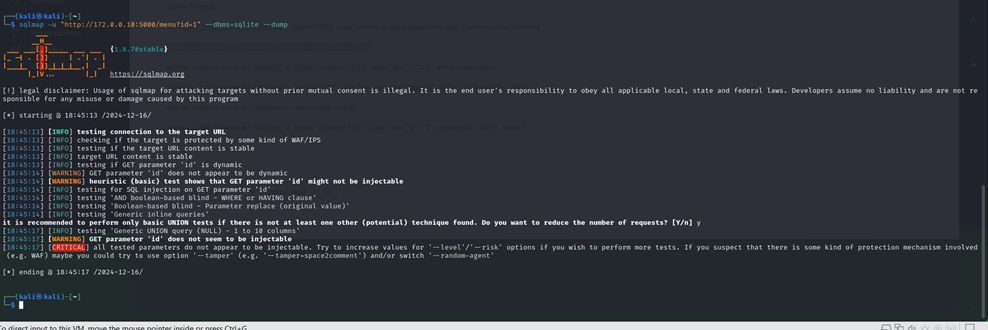 ┌──(kali㉿kali)-[~]
└─$ sqlmap -u "http://172.0.0.10:5000/menu?id=1" --dbms=sqlite --dump
{1.8.7#stable}
https://sqlmap.org
[!] legal disclaimer: Usage of sqlmap for attacking targets without prior mutual consent is illegal. It is the end user's responsibility to obey all applicable local, state and federal laws. Developers assume no liability and are not re
sponsible for any misuse or damage caused by this program
[*] starting @ 18:45:13 /2024-12-16/
[18:45:13] [INFO] testing connection to the target URL
[18:45:13] [INFO] checking if the target is protected by some kind of WAF/IPS
[18:45:13] [INFO] testing if the target URL content is stable
[18:45:13] [INFO] target URL content is stable
[18:45:13] [INFO] testing if GET parameter 'id' is dynamic
[18:45:14] [WARNING] GET parameter 'id' does not appear to be dynamic
[18:45:14] [WARNING] heuristic (basic) test shows that GET parameter 'id' might not be injectable
[18:45:14] [INFO] testing for SQL injection on GET parameter 'id'
[18:45:14] [INFO] testing 'AND boolean-based blind - WHERE or HAVING clause'
[18:45:14] [INFO] testing 'Boolean-based blind - Parameter replace (original value)'
[18:45:14] [INFO] testing 'Generic inline queries'
it is recommended to perform only basic UNION tests if there is not at least one other (potential) technique found. Do you want to reduce the number of requests? [Y/n] y
[18:45:17] [INFO] testing 'Generic UNION query (NULL) - 1 to 10 columns'
[18:45:17] [WARNING] GET parameter 'id' does not seem to be injectable
[18:45:17] [CRITICAL] all tested parameters do not appear to be injectable. Try to increase values for '--level'/'--risk' options if you wish to perform more tests. If you suspect that there is some kind of protection mechanism involved
(e.g. WAF) maybe you could try to use option '--tamper' (e.g. '--tamper=space2comment') and/or switch '--random-agent'
[*] ending @ 18:45:17 /2024-12-16/
┌──(kali㉿kali)-[~]
└─$
To direct input to this VM, move the mouse pointer inside or press Ctrl+G.